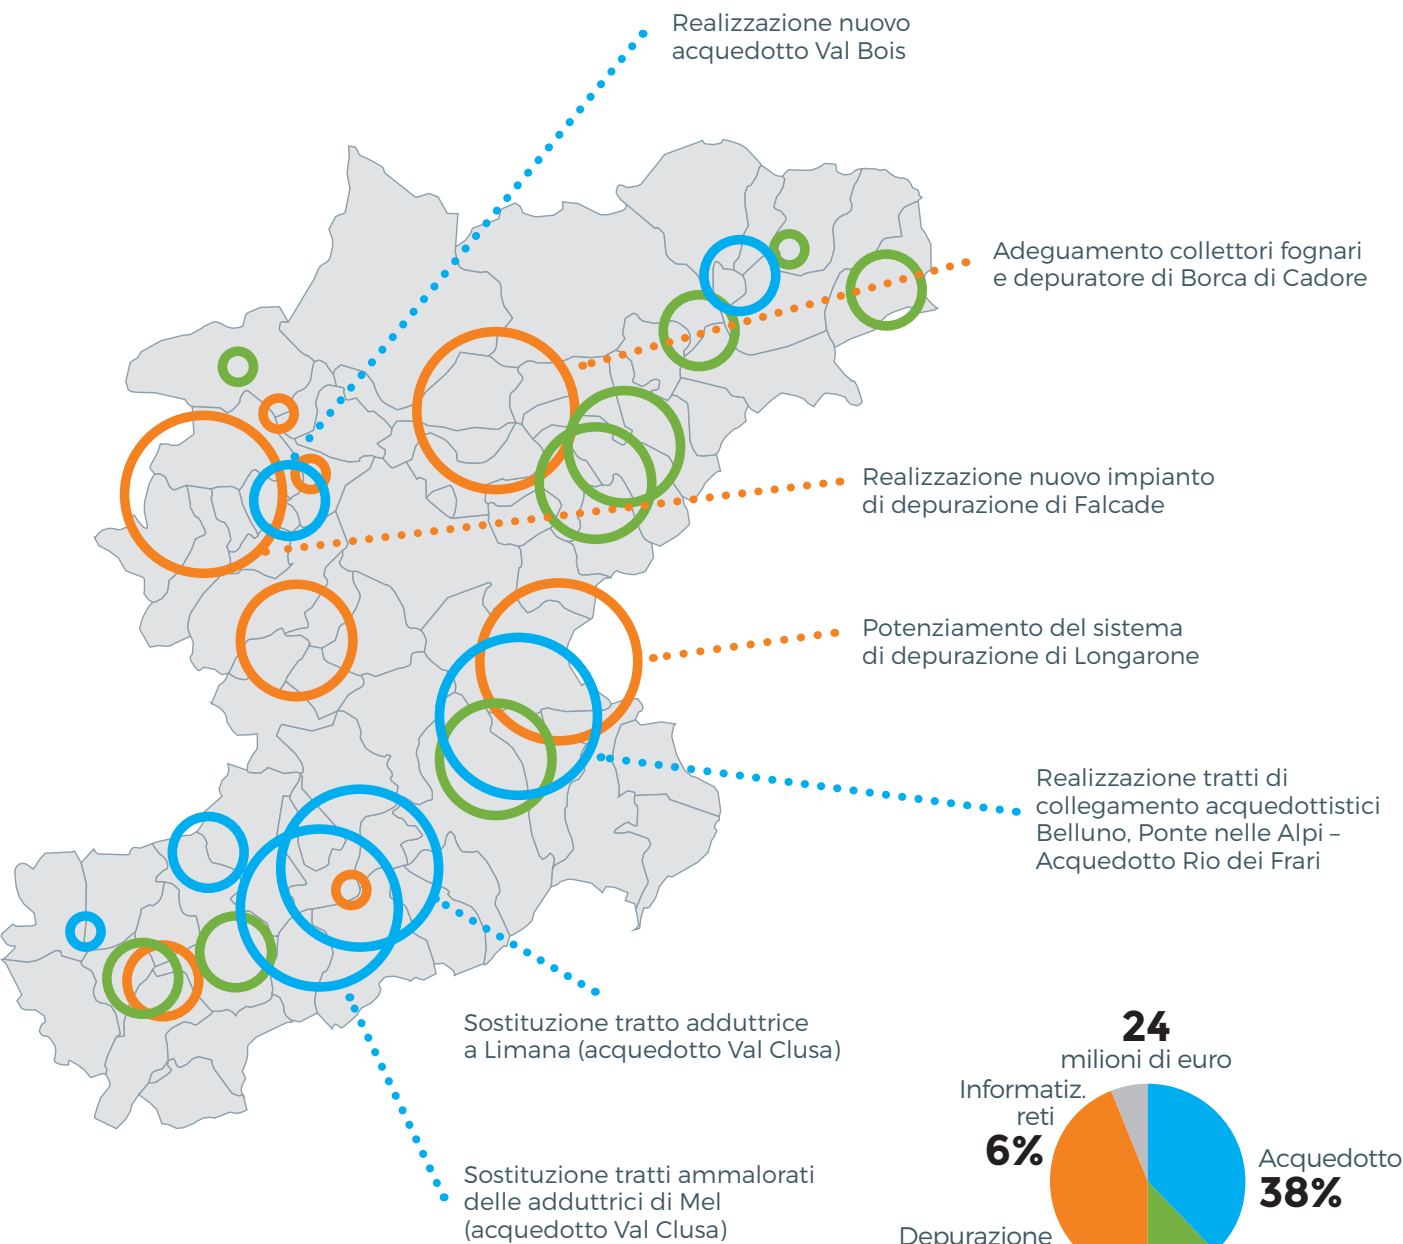 Realizzazione nuovo
acquedotto Val Bois
Adeguamento collettori fognari
e depuratore di Borca di Cadore
Realizzazione nuovo impianto
di depurazione di Falcade
Potenziamento del sistema
di depurazione di Longarone
Realizzazione tratti di
collegamento acquedottistici
Belluno, Ponte nelle Alpi –
Acquedotto Rio dei Frari
Sostituzione tratto adduttrice
a Limana (acquedotto Val Clusa)
Sostituzione tratti ammalorati
delle adduttrici di Mel
(acquedotto Val Clusa)
24
milioni di euro
Informatiz.
reti
6%
Acquedotto
38%
Depurazione